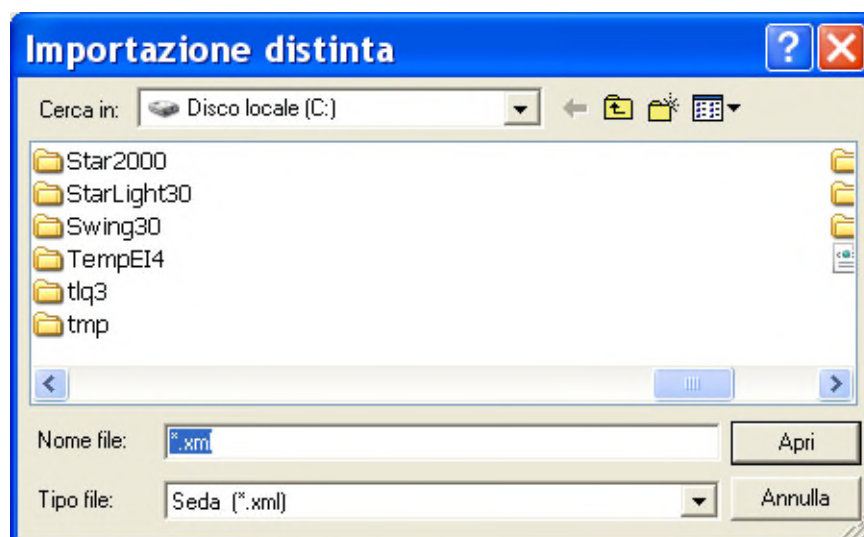 Importazione distinta
Cerca in: Disco locale (C:)
Star2000
StarLight30
Swing30
TempEI4
tlq3
tmp
Nome file: *.xml
Apri
Tipo file: Seda (*.xml)
Annulla